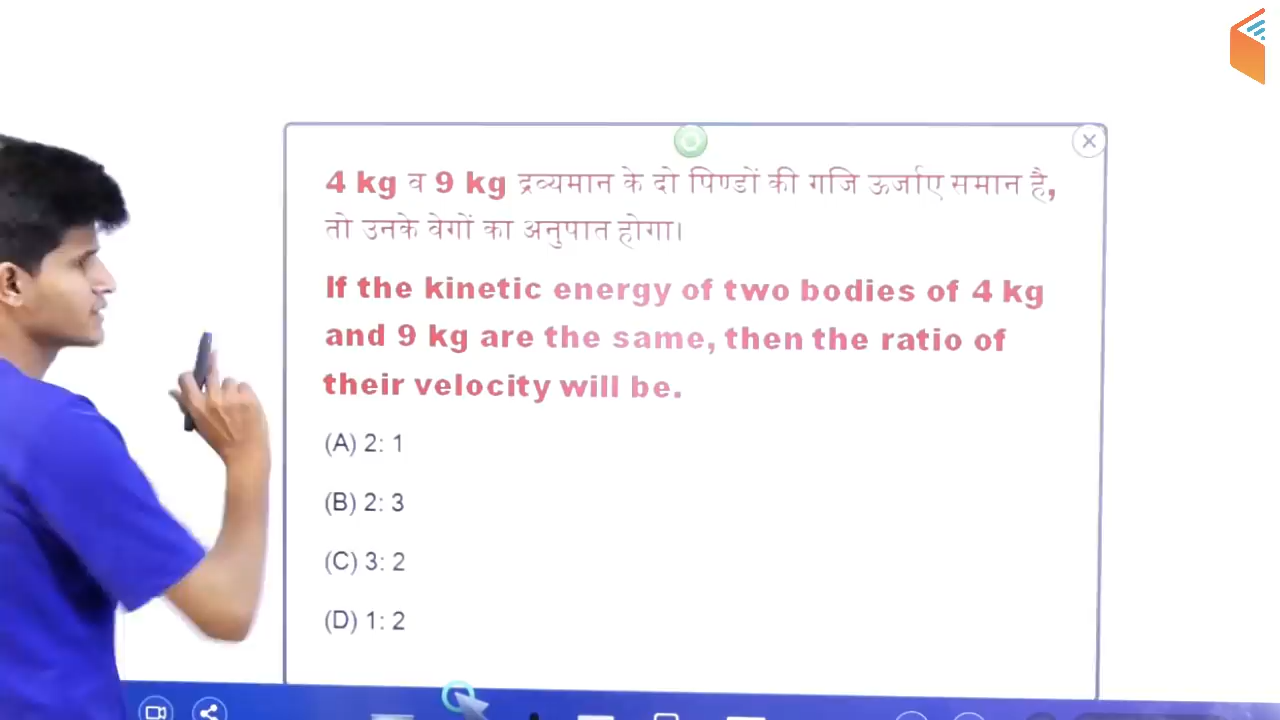 4 kg व 9 kg द्रव्यमान के दो पिण्डों की गजि ऊर्जाए समान है,
तो उनके वेगों का अनुपात होगा।
If the kinetic energy of two bodies of 4 kg
and 9 kg are the same, then the ratio of
their velocity will be.
(A) 2: 1
(B) 2: 3
(C) 3: 2
(D) 1: 2